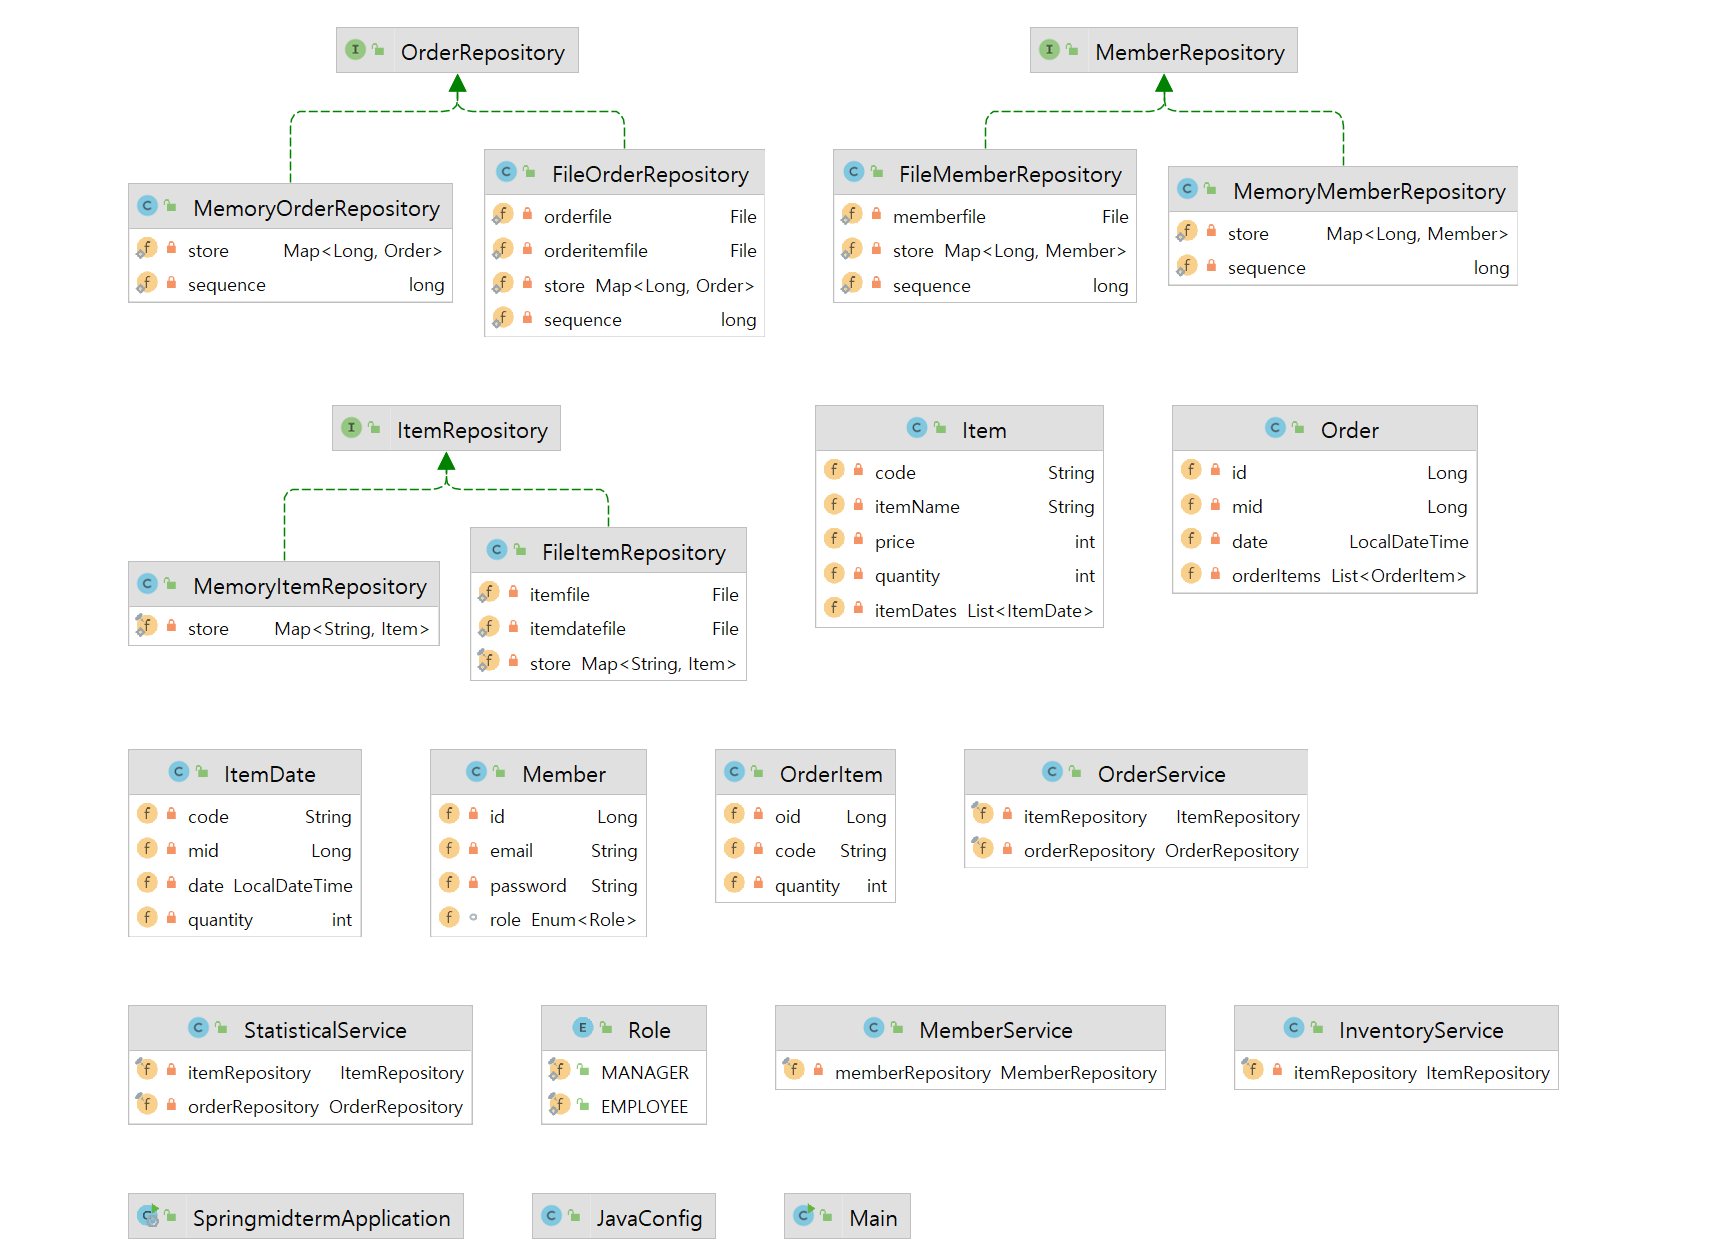 OrderRepository
MemberRepository
MemoryOrderRepository
store Map<Long, Order>
sequence long
FileOrderRepository
orderfile File
orderitemfile File
store Map<Long, Order>
sequence long
FileMemberRepository
memberfile File
store Map<Long, Member>
sequence long
MemoryMemberRepository
store Map<Long, Member>
sequence long
ItemRepository
MemoryItemRepository
store Map<String, Item>
FileItemRepository
itemfile File
itemdatefile File
store Map<String, Item>
Item
code String
itemName String
price int
quantity int
itemDates List<ItemDate>
Order
id Long
mid Long
date LocalDateTime
orderItems List<OrderItem>
ItemDate
code String
mid Long
date LocalDateTime
quantity int
Member
id Long
email String
password String
role Enum<Role>
OrderItem
oid Long
code String
quantity int
OrderService
itemRepository ItemRepository
orderRepository OrderRepository
StatisticalService
itemRepository ItemRepository
orderRepository OrderRepository
Role
MANAGER
EMPLOYEE
MemberService
memberRepository MemberRepository
InventoryService
itemRepository ItemRepository
SpringmidtermApplication
JavaConfig
Main